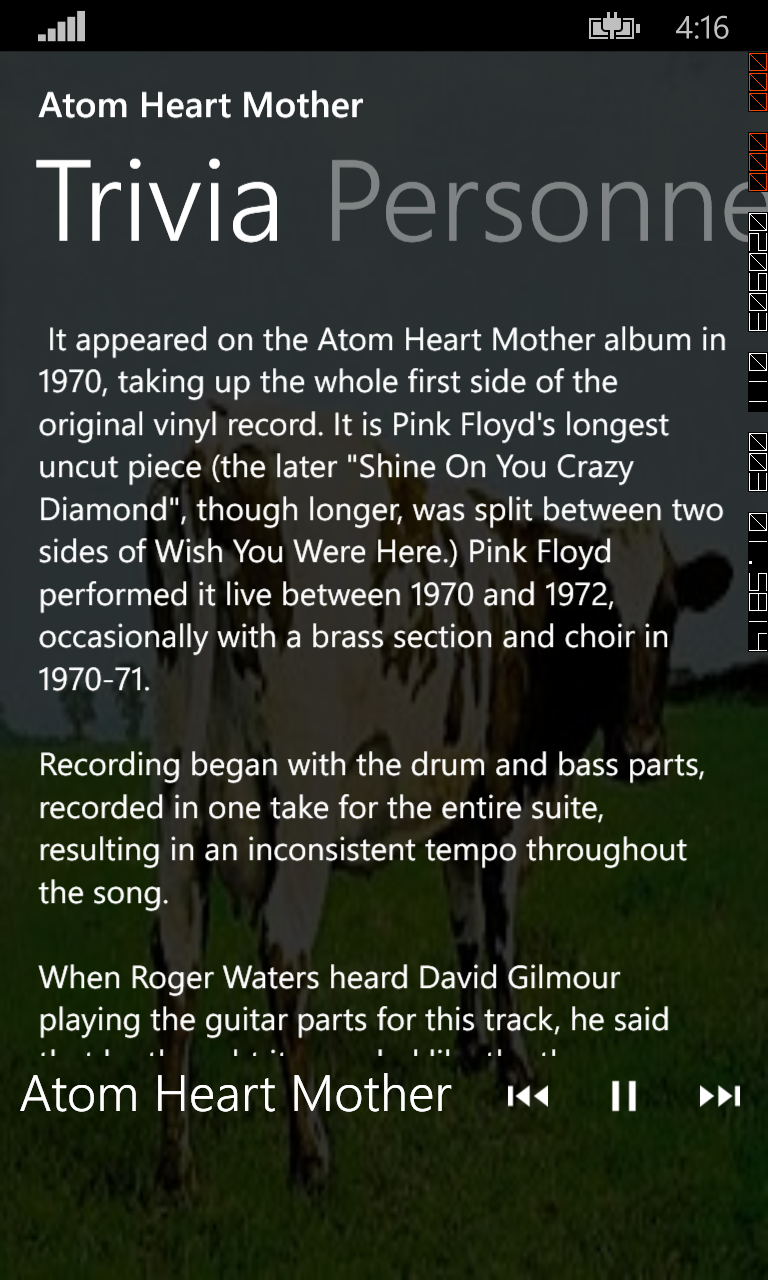 4:16
Atom Heart Mother
Trivia Personne
It appeared on the Atom Heart Mother album in
1970, taking up the whole first side of the
original vinyl record. It is Pink Floyd's longest
uncut piece (the later "Shine On You Crazy
Diamond", though longer, was split between two
sides of Wish You Were Here.) Pink Floyd
performed it live between 1970 and 1972,
occasionally with a brass section and choir in
1970-71.
Recording began with the drum and bass parts,
recorded in one take for the entire suite,
resulting in an inconsistent tempo throughout
the song.
When Roger Waters heard David Gilmour
playing the guitar parts for this track, he said
Atom Heart Mother